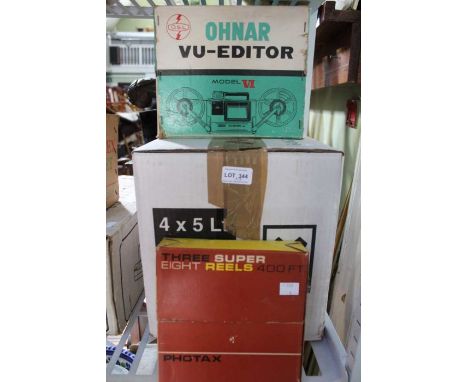 O.S.C
OHNAR
VU-EDITOR
MODEL VI
LOT 344
4 x 5 L
THREE SUPER
EIGHT REELS 400 FT
PHOTAX